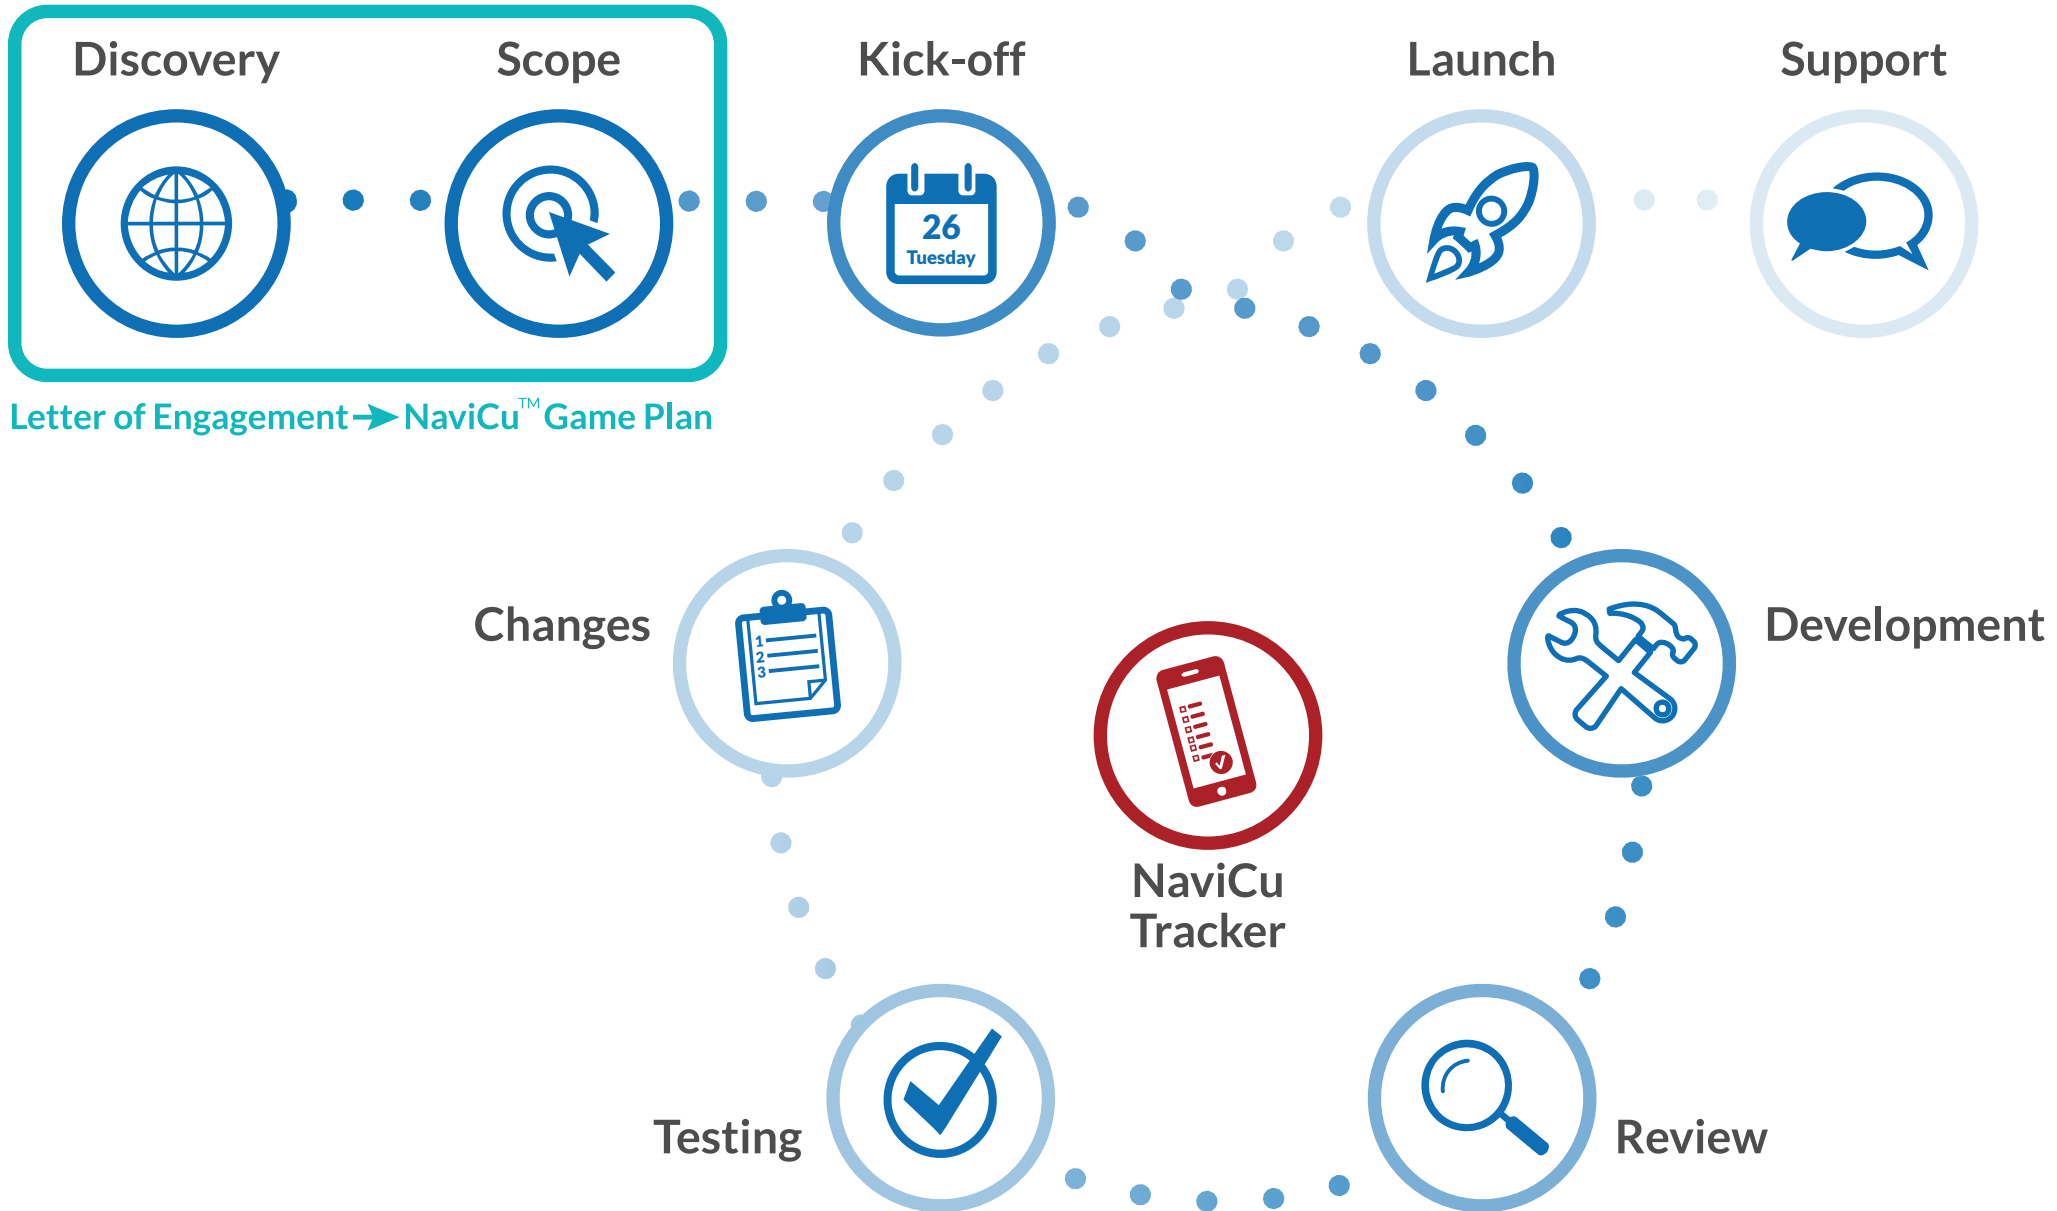 Discovery
Scope
Kick-off
Launch
Support
26
Tuesday
Letter of Engagement NaviCu™ Game Plan
Changes
1
2
3
Development
NaviCu
Tracker
Testing
Review